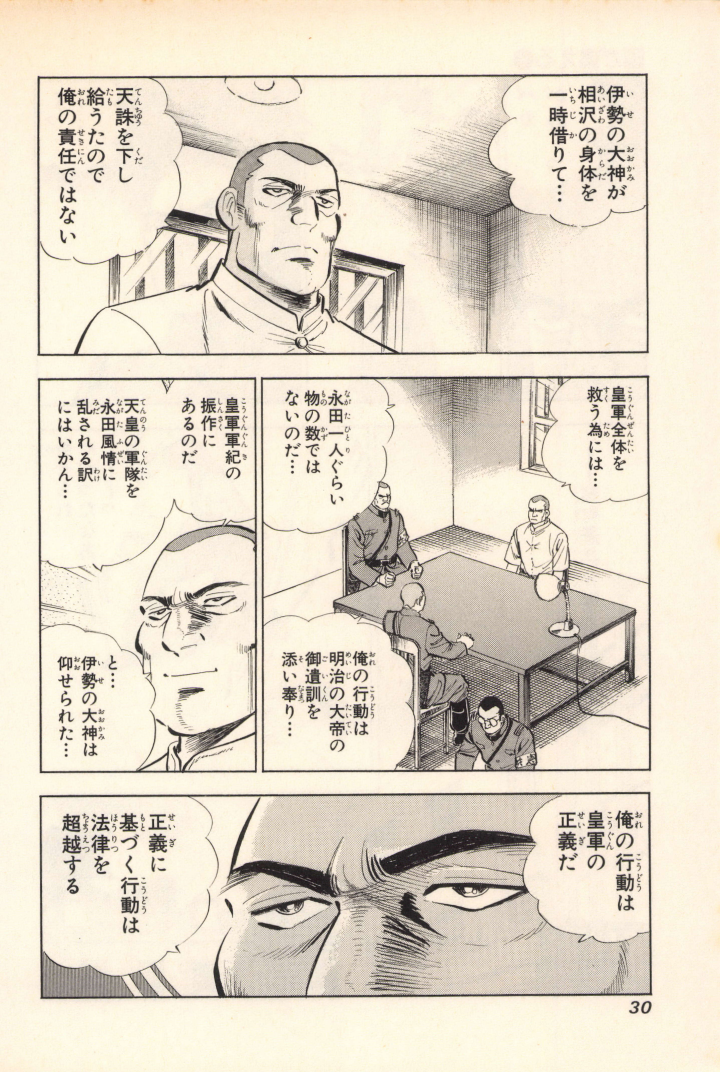 伊勢の大神が
相沢の身体を
一時借りて…
天誅を下し
給うたので
俺の責任ではない
皇軍全体を
救う為には…
永田一人ぐらい
物の数では
ないのだ…
俺の行動は
明治の大帝の
御遺訓を
添い奉り…
皇軍軍紀の
振作に
あるのだ
天皇の軍隊を
永田風情に
乱される訳
にはいかん…
と…
伊勢の大神は
仰せられた…
俺の行動は
皇軍の
正義だ
正義に
基づく行動は
法律を
超越する
30